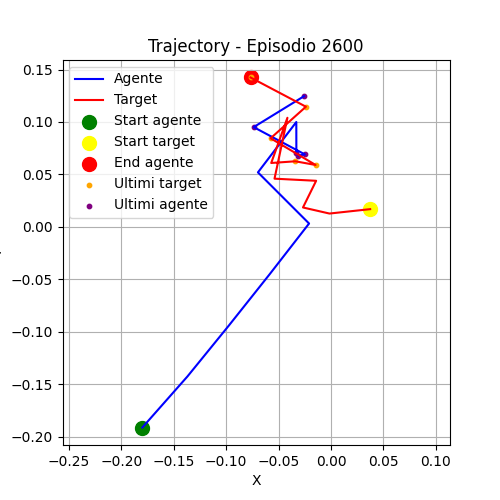 Trajectory - Episodio 2600
Agente
Target
Start agente
Start target
End agente
Ultimi target
Ultimi agente
0.15
0.10
0.05
0.00
−0.05
−0.10
−0.15
−0.20
−0.25 −0.20 −0.15 −0.10 −0.05 0.00 0.05 0.10
X